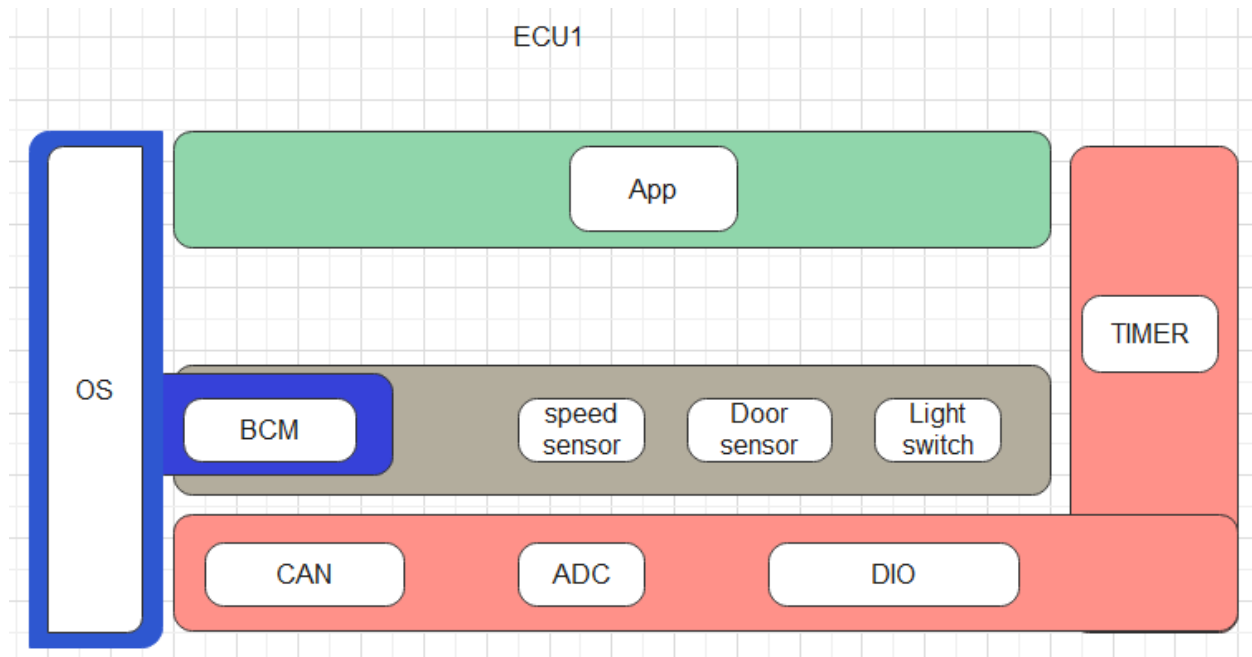 ECU1
App
TIMER
OS
BCM
speed
sensor
Door
sensor
Light
switch
CAN
ADC
DIO